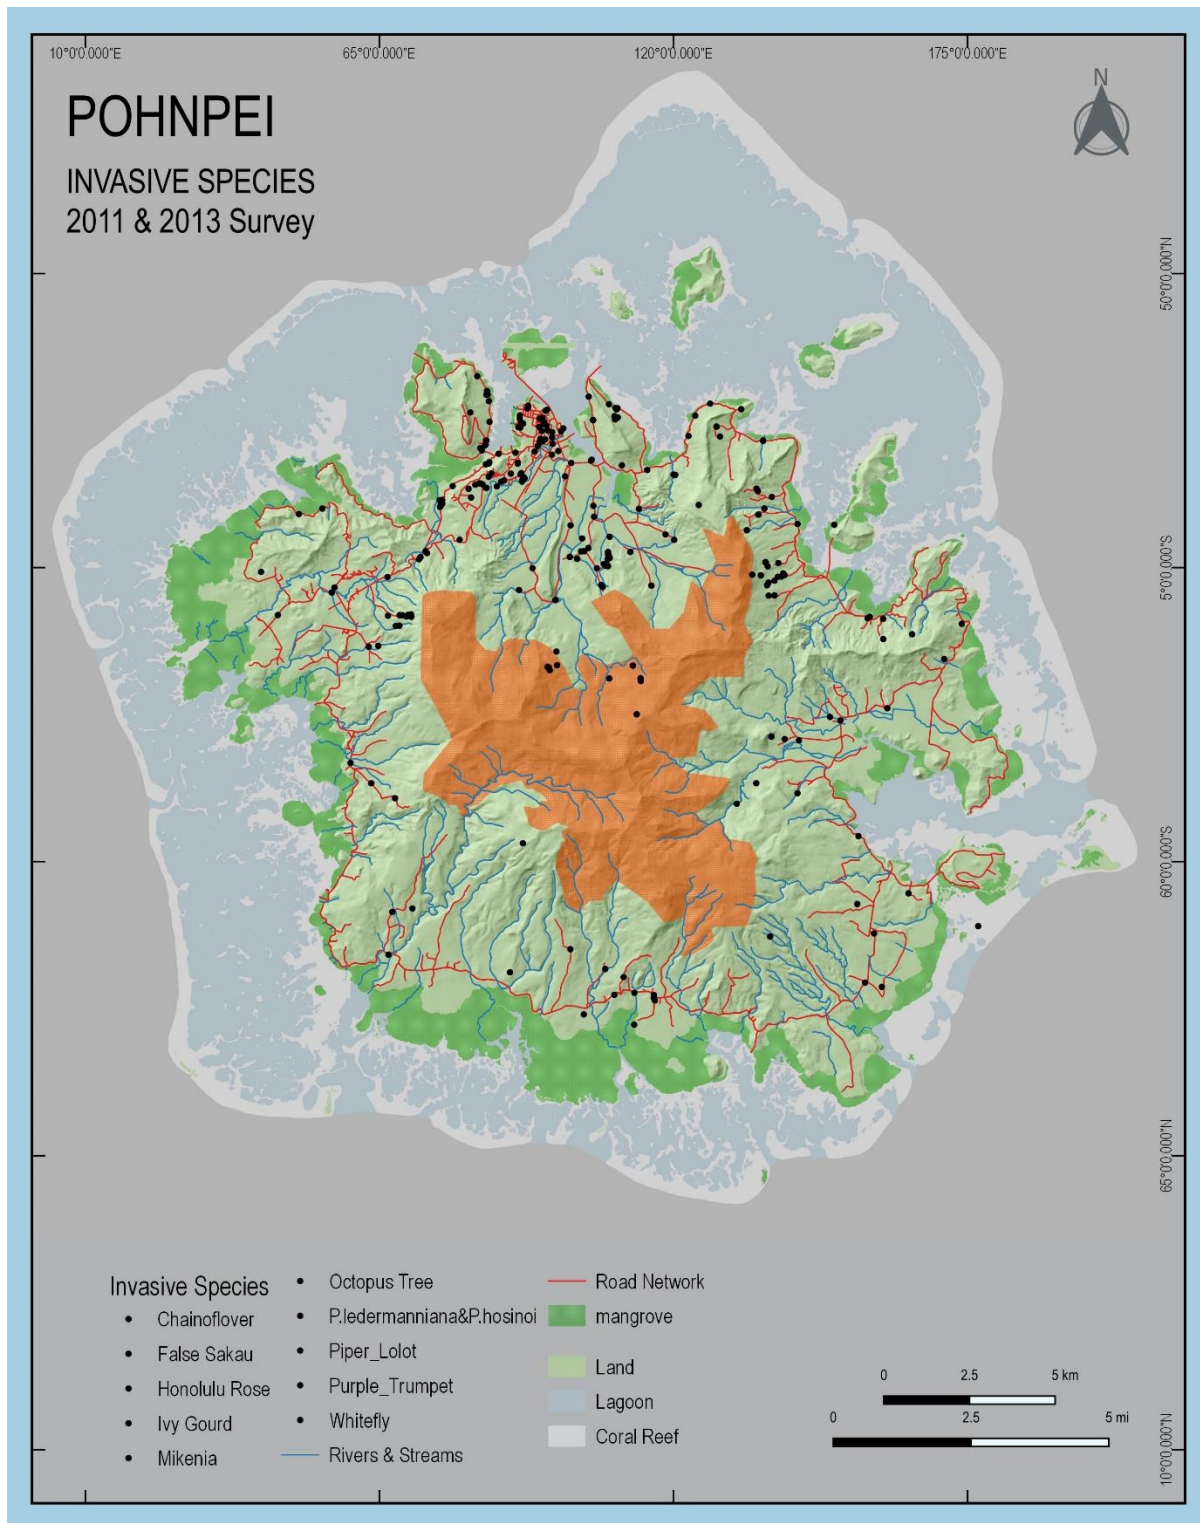 10°0'0.000"E
65°0'0.000"E
120°0'0.000"E
175°0'0.000"E
POHNPEI
INVASIVE SPECIES
2011 & 2013 Survey
N
50°0'0.000"N
5°0'0.000"S
60°0'0.000"S
65°0'0.000"N
10°0'0.000"N
Invasive Species
Chainoflover
False Sakau
Honolulu Rose
Ivy Gourd
Mikenia
Octopus Tree
P.ledermanniana&P.hosinoi
Piper_Lolot
Purple_Trumpet
Whitefly
Rivers & Streams
Road Network
mangrove
Land
Lagoon
Coral Reef
0 2.5 5 km
0 2.5 5 mi